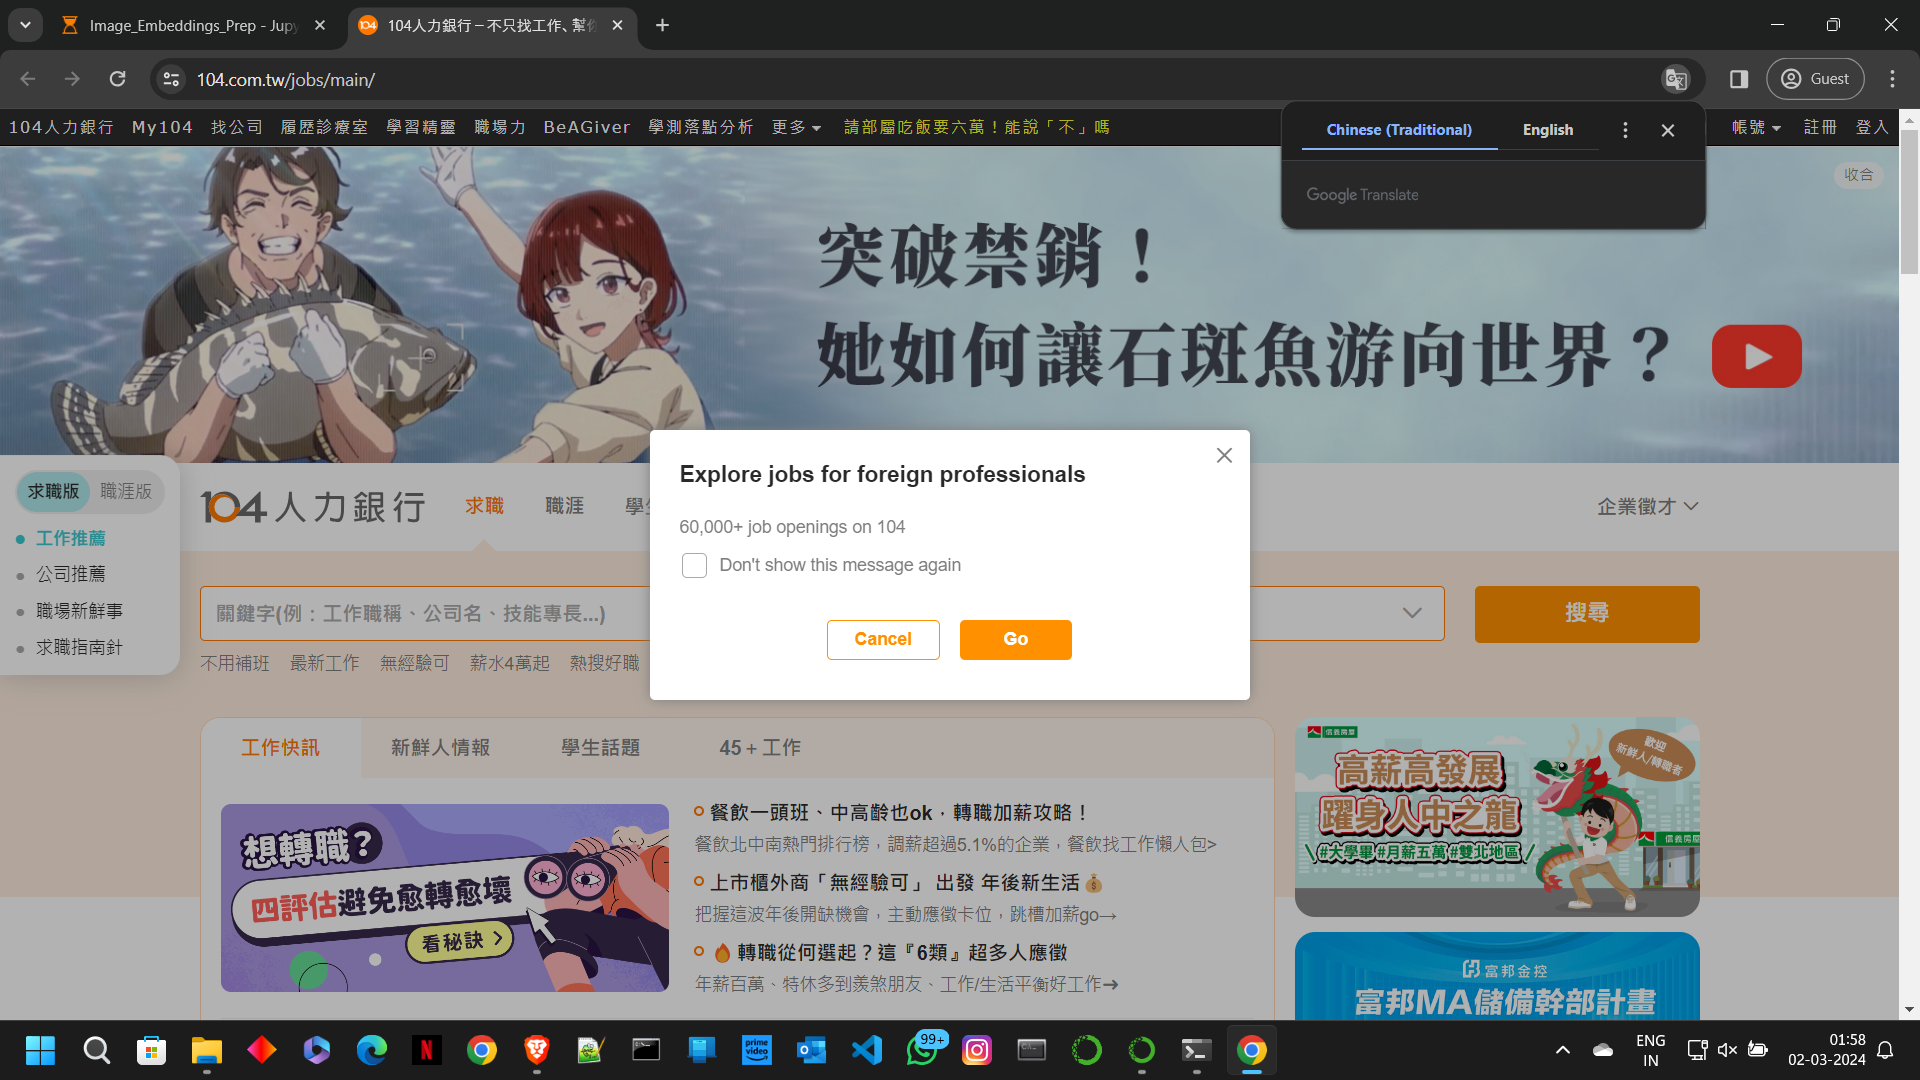 Image_Embeddings_Prep - Jupy
104人力銀行 – 不只找工作、幫你
104.com.tw/jobs/main/
Guest
104人力銀行 My104 找公司 履歷診療室 學習精靈 職場力 BeAGiver 學測落點分析 更多 請部屬吃飯要六萬！能說「不」嗎
帳號 註冊 登入
Chinese (Traditional) English
Google Translate
收合
突破禁銷！
她如何讓石斑魚游向世界？
求職版 職涯版
工作推薦
公司推薦
職場新鮮事
求職指南針
104人力銀行 求職 職涯
企業徵才
Explore jobs for foreign professionals
60,000+ job openings on 104
Don't show this message again
Cancel Go
關鍵字(例：工作職稱、公司名、技能專長...)
搜尋
不用補班 最新工作 無經驗可 薪水4萬起 熱搜好職
工作快訊 新鮮人情報 學生話題 45 + 工作
想轉職？
四評估避免愈轉愈壞
看秘訣
餐飲一頭班、中高齡也ok，轉職加薪攻略！
餐飲北中南熱門排行榜，調薪超過5.1%的企業，餐飲找工作懶人包>
上市櫃外商「無經驗可」 出發 年後新生活💰
把握這波年後開缺機會，主動應徵卡位，跳槽加薪go→
🔥 轉職從何選起？這『6類』超多人應徵
年薪百萬、特休多到羨煞朋友、工作/生活平衡好工作➜
信義房屋
歡迎
新鮮人/轉職者
高薪高發展
躍身人中之龍
#大學畢 #月薪五萬 #雙北地區
信義房屋
富邦金控
富邦MA儲備幹部計畫
prime
video
99+
ENG
IN
01:58
02-03-2024